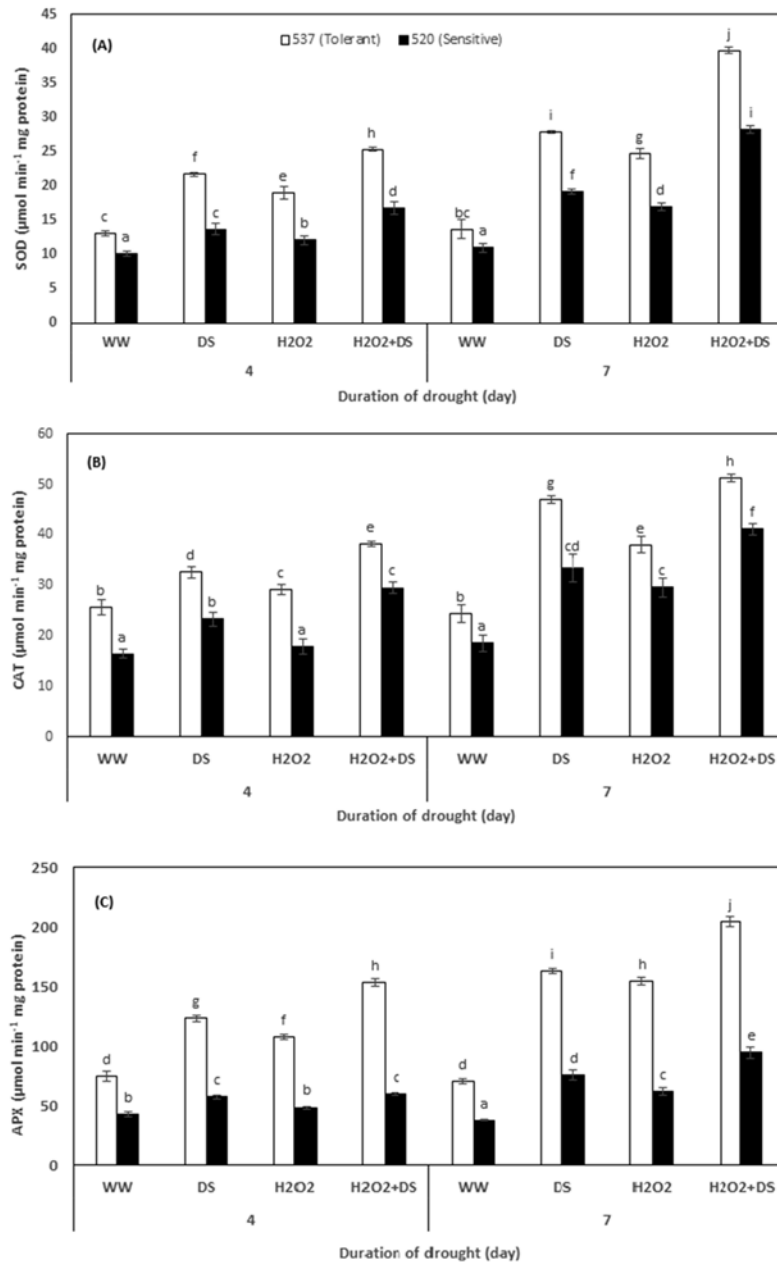 (A)
537 (Tolerant) 520 (Sensitive)
SOD (µmol min-1 mg protein)
45
40
35
30
25
20
15
10
5
0
c a f c e b h d bc a i f g d j i
WW DS H2O2 H2O2+DS WW DS H2O2 H2O2+DS
4 7
Duration of drought (day)
(B)
CAT (µmol min-1 mg protein)
60
50
40
30
20
10
0
b a d b c a e c b a g cd e c h f
WW DS H2O2 H2O2+DS WW DS H2O2 H2O2+DS
4 7
Duration of drought (day)
(C)
APX (µmol min-1 mg protein)
250
200
150
100
50
0
d b g c f b h c d a i d h c j e
WW DS H2O2 H2O2+DS WW DS H2O2 H2O2+DS
4 7
Duration of drought (day)